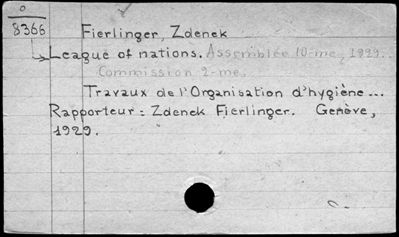 0
8366
Fierlinger, Zdenek
League of nations. Assemblée 10-me, 1929...
Commission 2-me.
Travaux de l'Organisation d'hygiène...
Rapporteur: Zdenek Fierlinger. Genève,
1929.
c.